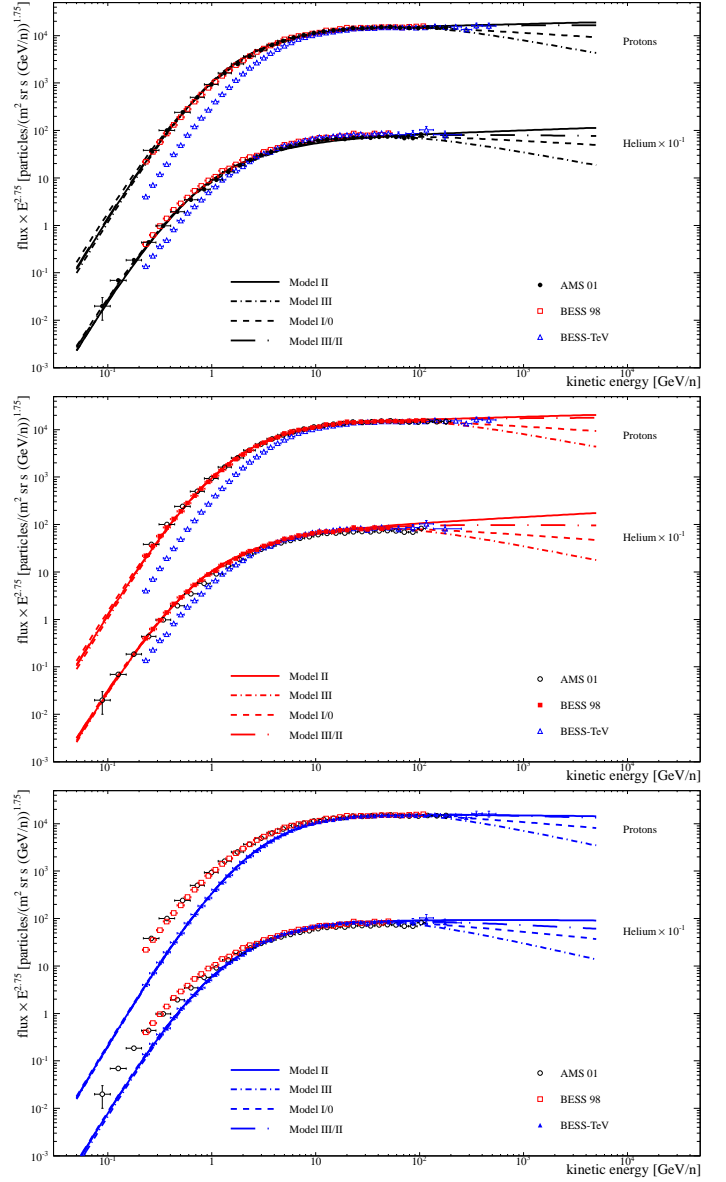 flux × E^2.75 [particles/(m² sr s (GeV/n))^1.75]
10⁴
Protons
10³
10²
Helium × 10⁻¹
10
1
10⁻¹
Model II
AMS 01
Model III
10⁻²
BESS 98
Model I/0
Model III/II
BESS-TeV
10⁻³
10⁻¹ 1 10 10² 10³ 10⁴
kinetic energy [GeV/n]
flux × E^2.75 [particles/(m² sr s (GeV/n))^1.75]
10⁴
Protons
10³
10²
Helium × 10⁻¹
10
1
10⁻¹
Model II
AMS 01
Model III
10⁻²
BESS 98
Model I/0
Model III/II
BESS-TeV
10⁻³
10⁻¹ 1 10 10² 10³ 10⁴
kinetic energy [GeV/n]
flux × E^2.75 [particles/(m² sr s (GeV/n))^1.75]
10⁴
Protons
10³
10²
Helium × 10⁻¹
10
1
10⁻¹
Model II
AMS 01
Model III
10⁻²
BESS 98
Model I/0
Model III/II
BESS-TeV
10⁻³
10⁻¹ 1 10 10² 10³ 10⁴
kinetic energy [GeV/n]